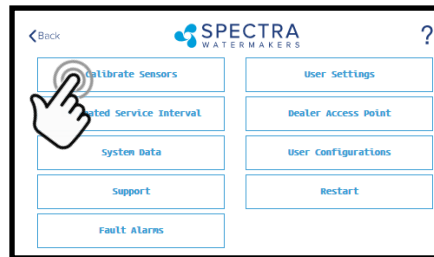 Back
SPECTRA
WATERMAKERS
?
Calibrate Sensors
User Settings
ated Service Interval
Dealer Access Point
System Data
User Configurations
Support
Restart
Fault Alarms